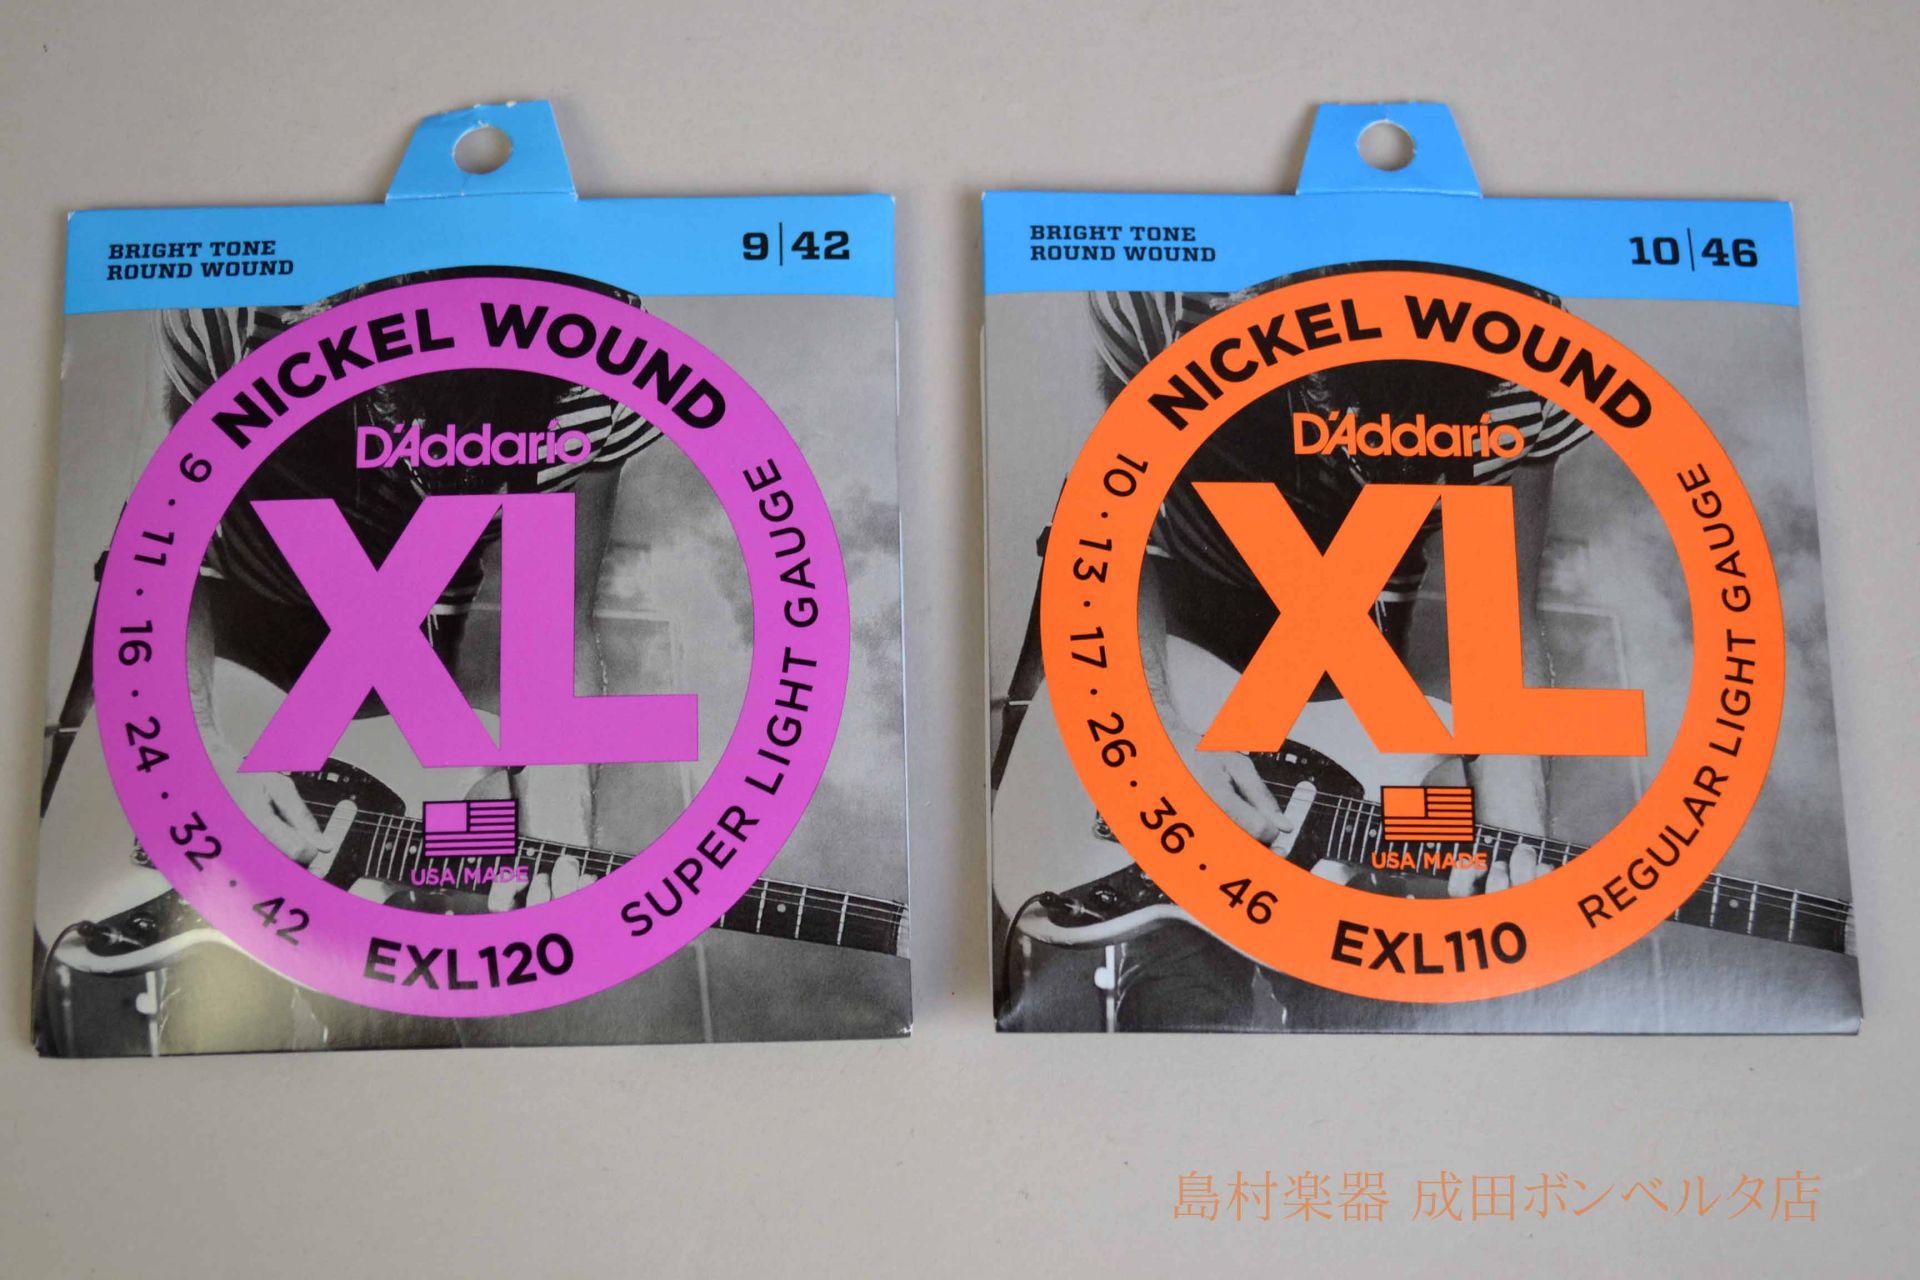 BRIGHT TONE
ROUND WOUND
9|42
NICKEL WOUND
D'Addario
XL
USA MADE
9 · 11 · 16 · 24 · 32 · 42
EXL120
SUPER LIGHT GAUGE
BRIGHT TONE
ROUND WOUND
10|46
NICKEL WOUND
D'Addario
XL
USA MADE
10 · 13 · 17 · 26 · 36 · 46
EXL110
REGULAR LIGHT GAUGE
島村楽器 成田ボンベルタ店